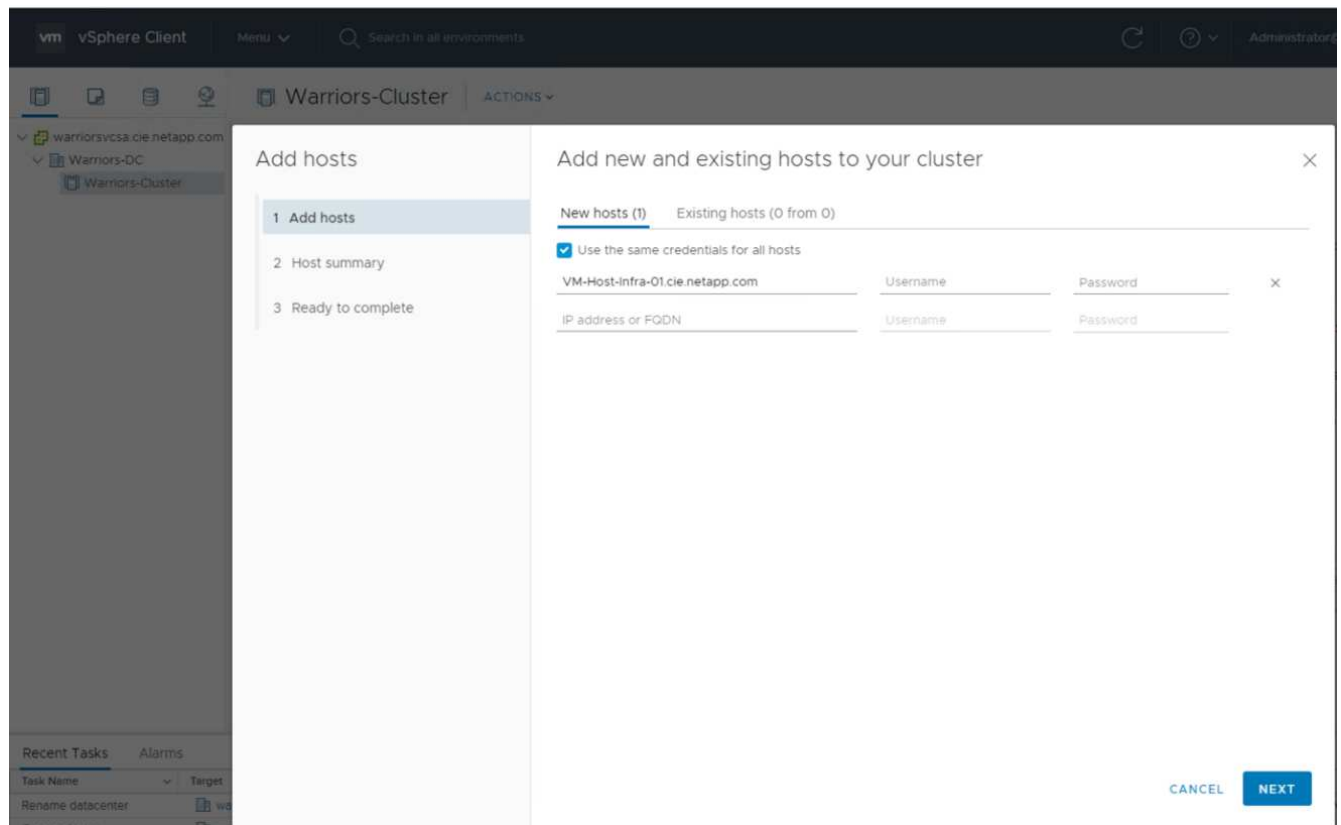 vm vSphere Client Menu Search in all environments Administrator@
Warriors-Cluster ACTIONS
warriorsvcsa.cie.netapp.com
Warriors-DC
Warriors-Cluster
Add hosts
1 Add hosts
2 Host summary
3 Ready to complete
Add new and existing hosts to your cluster
New hosts (1) Existing hosts (0 from 0)
Use the same credentials for all hosts
VM-Host-Infra-01.cie.netapp.com Username Password
IP address or FQDN Username Password
CANCEL NEXT
Recent Tasks Alarms
Task Name Target
Rename datacenter